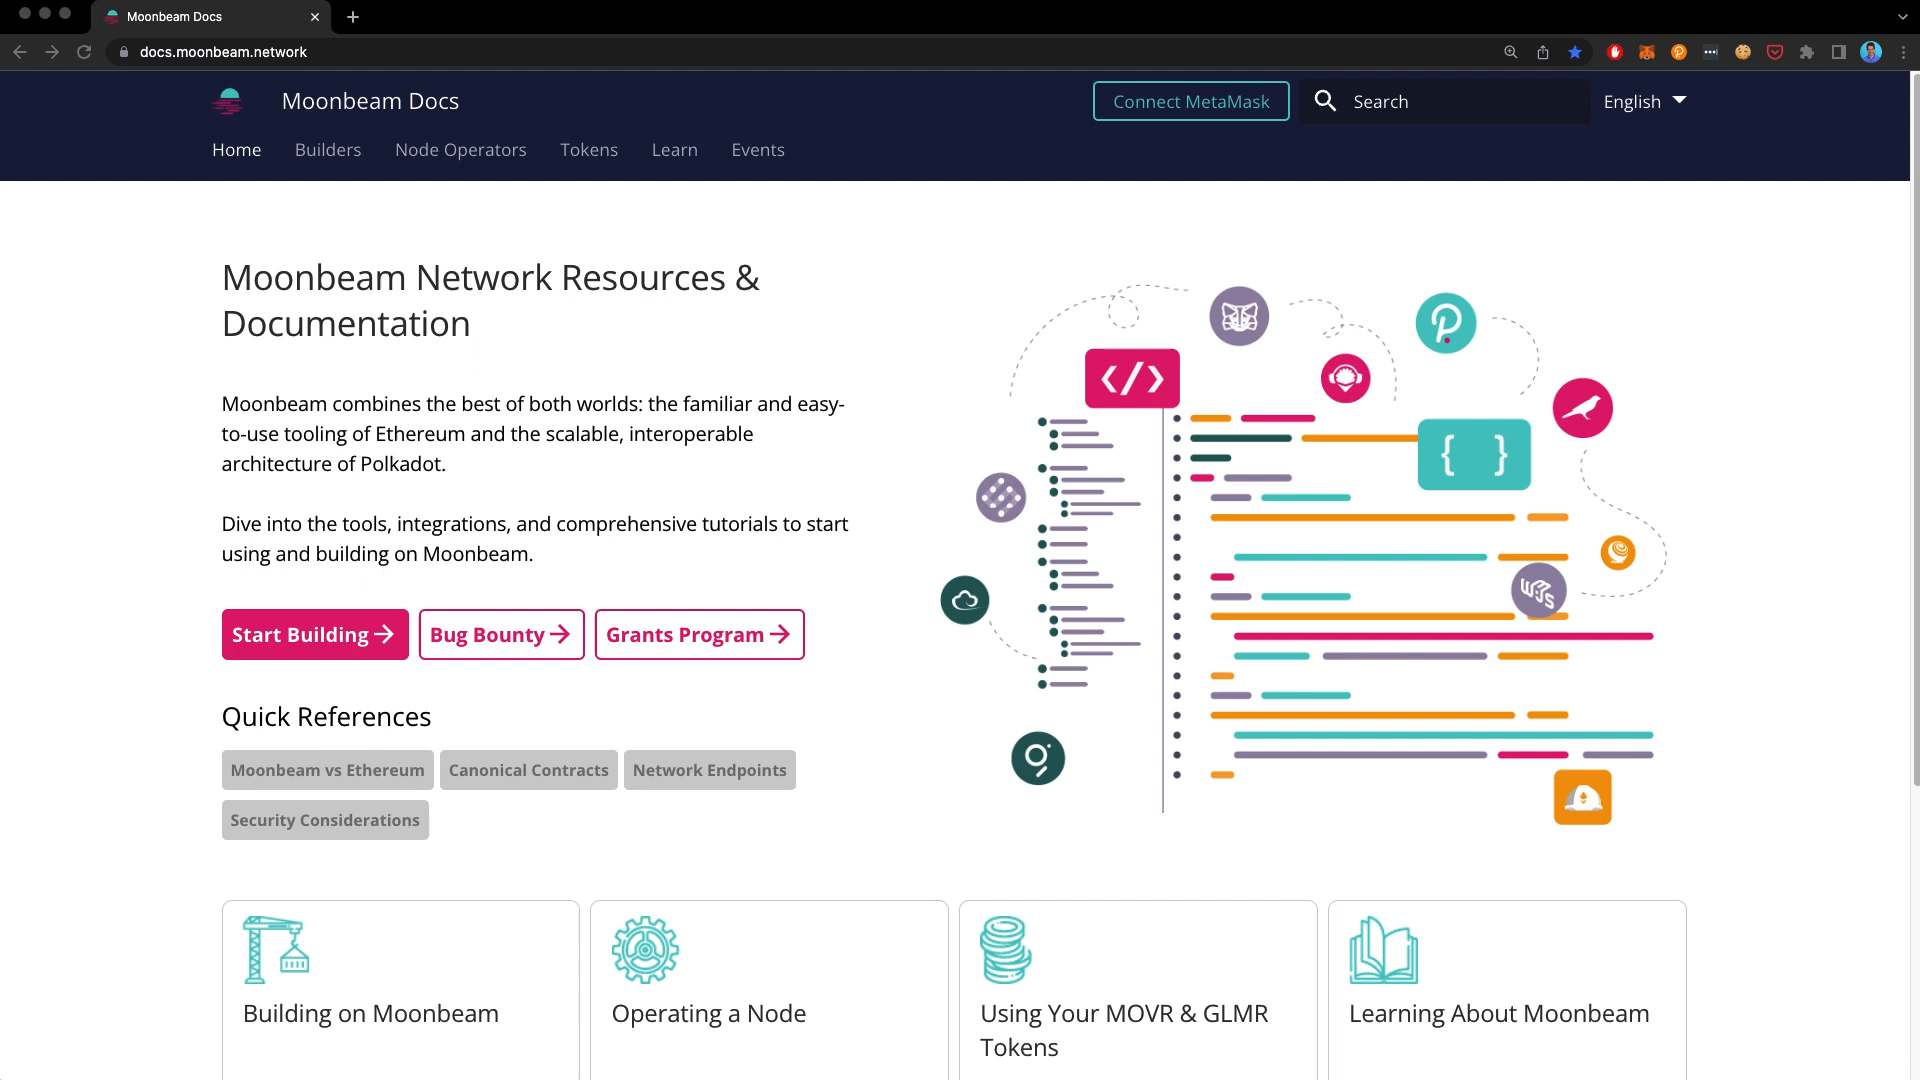 Moonbeam Docs
docs.moonbeam.network
Moonbeam Docs
Connect MetaMask
Search
English
Home Builders Node Operators Tokens Learn Events
Moonbeam Network Resources &
Documentation
Moonbeam combines the best of both worlds: the familiar and easy-
to-use tooling of Ethereum and the scalable, interoperable
architecture of Polkadot.
Dive into the tools, integrations, and comprehensive tutorials to start
using and building on Moonbeam.
Start Building → Bug Bounty → Grants Program →
Quick References
Moonbeam vs Ethereum Canonical Contracts Network Endpoints
Security Considerations
</>
{ }
W3JS
Building on Moonbeam
Operating a Node
Using Your MOVR & GLMR
Tokens
Learning About Moonbeam